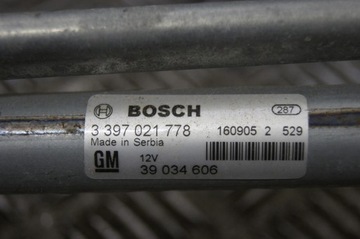 BOSCH 287
3 397 021 778 160905 2 529
Made in Serbia
GM 12V
39 034 606